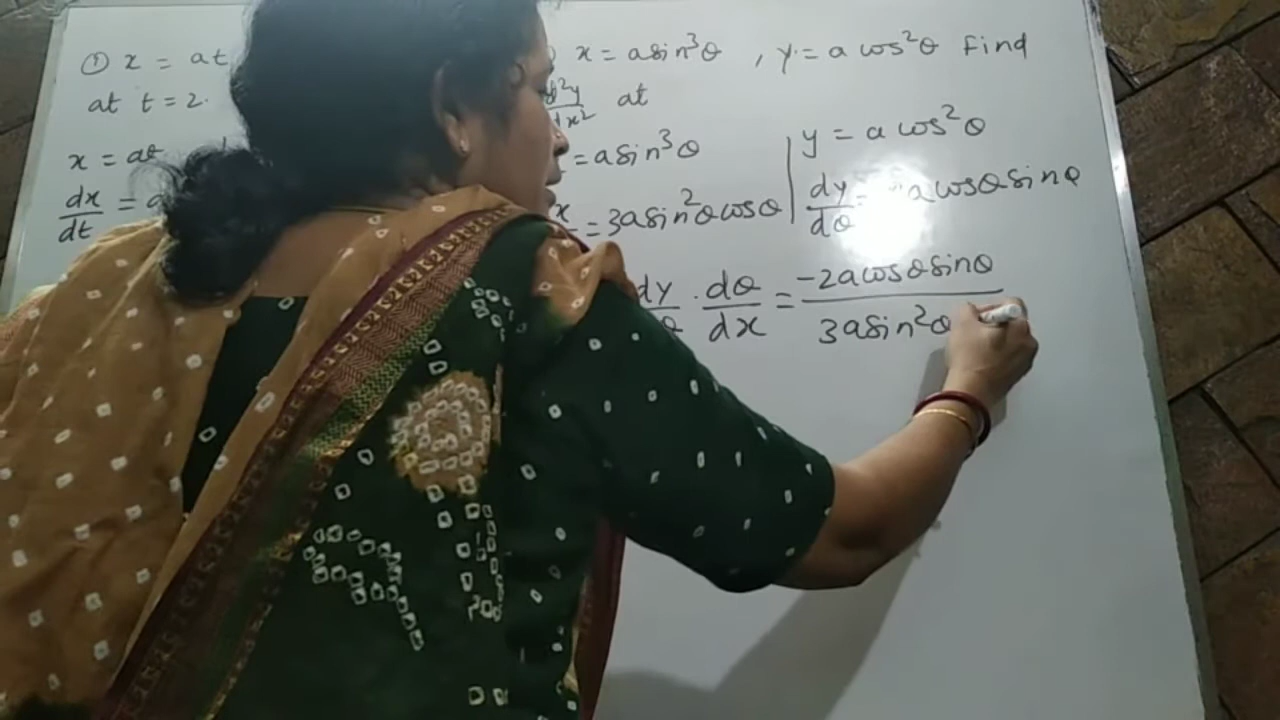 ① x = at
at t = 2.
x = at
dx/dt = a
x = a sin³θ , y = a cos²θ Find
d²y/dx² at
= a sin³θ
= 3a sin²θ cosθ
y = a cos²θ
dy/dθ = a cosθ sinθ
dy . dθ/dx = -2a cosθ sinθ / 3a sin²θ